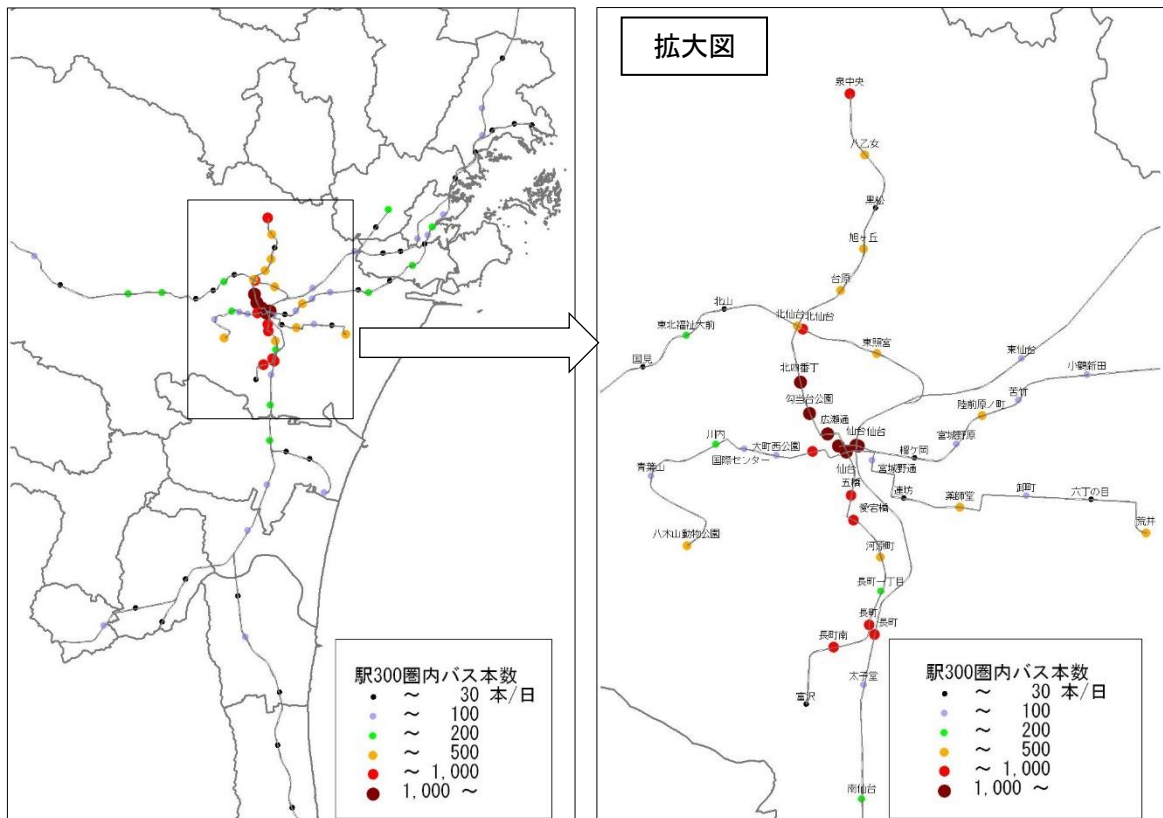 駅300圏内バス本数
～ 30 本/日
～ 100
～ 200
～ 500
～ 1,000
1,000 ～
拡大図
泉中央
八乙女
黒松
旭ヶ丘
台原
北山
北仙台 北仙台
東北福祉大前
東照宮
国見
東仙台
小鶴新田
北四番丁
苦竹
勾当台公園
陸前原ノ町
広瀬通
仙台 仙台
川内
大町西公園
宮城野原
国際センター
榴ケ岡
仙台
宮城野通
青葉山
五橋
連坊
薬師堂
卸町
六丁の目
愛宕橋
荒井
八木山動物公園
河原町
長町一丁目
長町
長町
長町南
太子堂
富沢
南仙台
駅300圏内バス本数
～ 30 本/日
～ 100
～ 200
～ 500
～ 1,000
1,000 ～